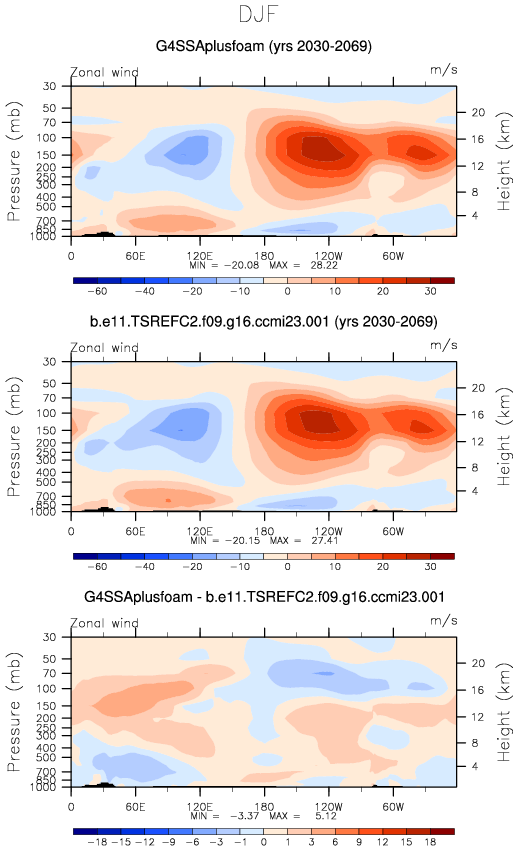 DJF
G4SSAplusfoam (yrs 2030-2069)
Zonal wind m/s
Pressure (mb)
30
50
70
100
150
200
250
300
400
500
700
850
1000
Height (km)
20
16
12
8
4
0 60E 120E 180 120W 60W
MIN = -20.08 MAX = 28.22
-60 -40 -20 -10 0 10 20 30
b.e11.TSREFC2.f09.g16.ccmi23.001 (yrs 2030-2069)
Zonal wind m/s
Pressure (mb)
30
50
70
100
150
200
250
300
400
500
700
850
1000
Height (km)
20
16
12
8
4
0 60E 120E 180 120W 60W
MIN = -20.15 MAX = 27.41
-60 -40 -20 -10 0 10 20 30
G4SSAplusfoam - b.e11.TSREFC2.f09.g16.ccmi23.001
Zonal wind m/s
Pressure (mb)
30
50
70
100
150
200
250
300
400
500
700
850
1000
Height (km)
20
16
12
8
4
0 60E 120E 180 120W 60W
MIN = -3.37 MAX = 5.12
-18 -15 -12 -9 -6 -3 -1 0 1 3 6 9 12 15 18